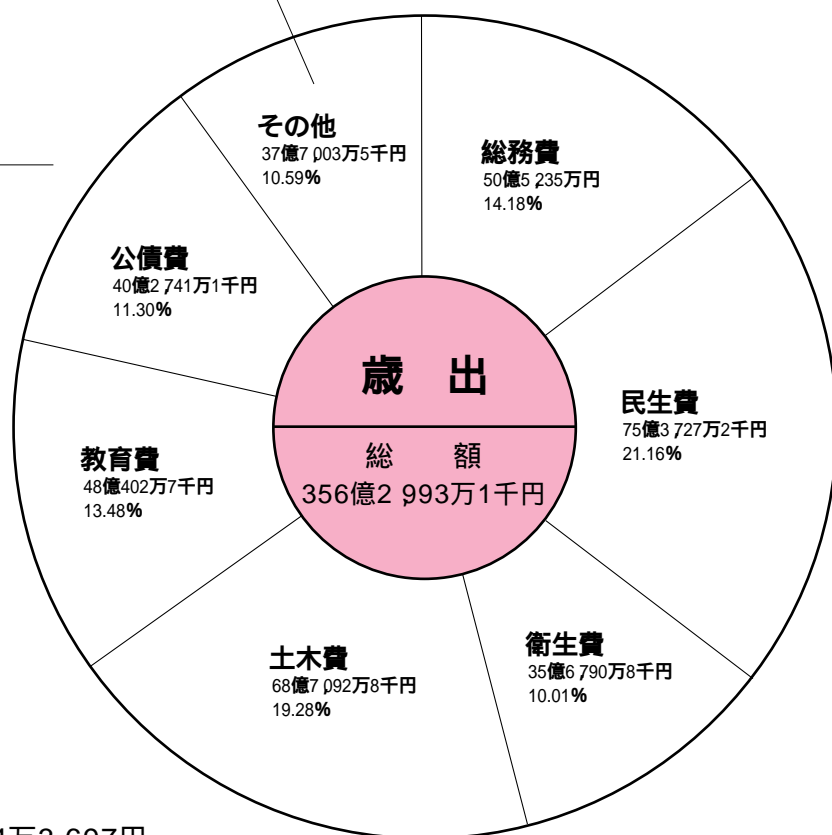 その他
37億7,003万5千円
10.59%
総務費
50億5,235万円
14.18%
公債費
40億2,741万1千円
11.30%
歳 出
総 額
356億2,993万1千円
民生費
75億3,727万2千円
21.16%
教育費
48億402万7千円
13.48%
土木費
68億7,092万8千円
19.28%
衛生費
35億6,790万8千円
10.01%